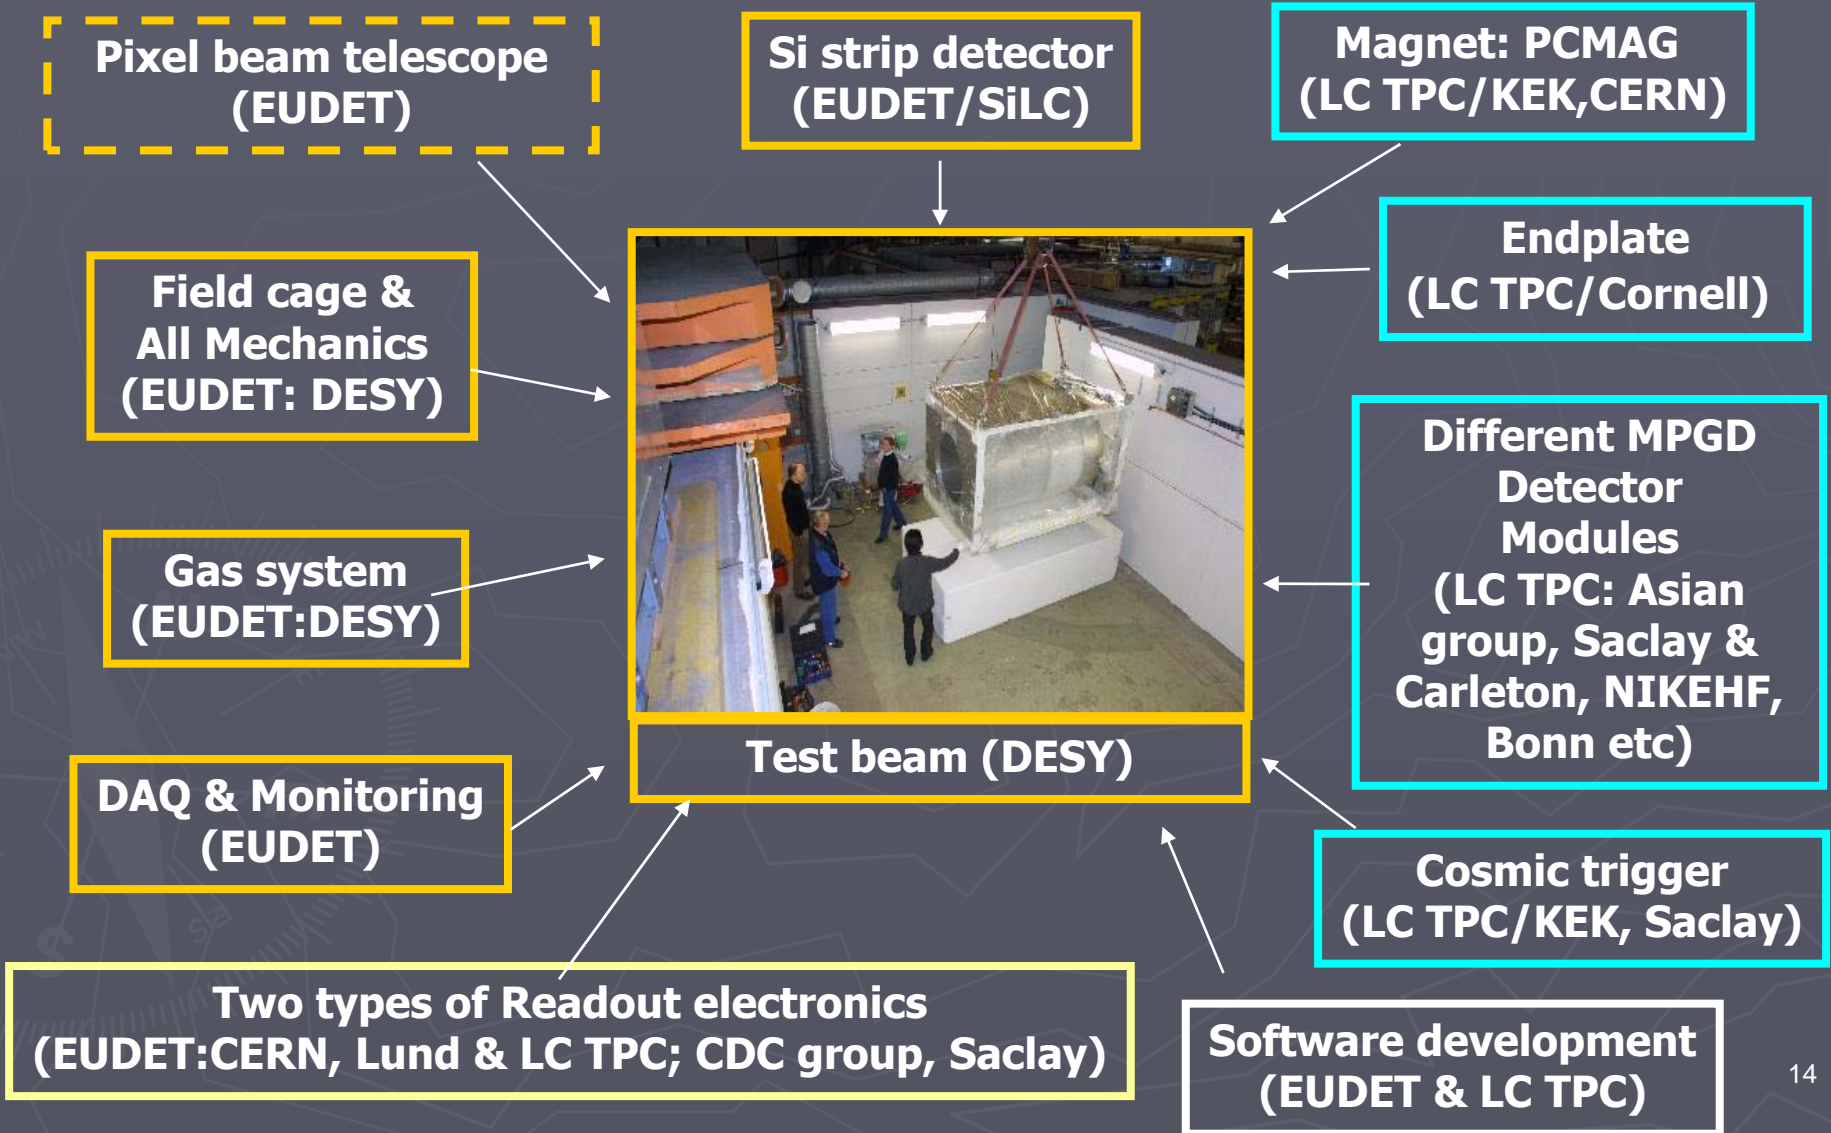 Pixel beam telescope
(EUDET)
Si strip detector
(EUDET/SiLC)
Magnet: PCMAG
(LC TPC/KEK,CERN)
Endplate
(LC TPC/Cornell)
Field cage &
All Mechanics
(EUDET: DESY)
Different MPGD
Detector
Modules
(LC TPC: Asian
group, Saclay &
Carleton, NIKEHF,
Bonn etc)
Gas system
(EUDET:DESY)
Test beam (DESY)
DAQ & Monitoring
(EUDET)
Cosmic trigger
(LC TPC/KEK, Saclay)
Two types of Readout electronics
(EUDET:CERN, Lund & LC TPC; CDC group, Saclay)
Software development
(EUDET & LC TPC)
14